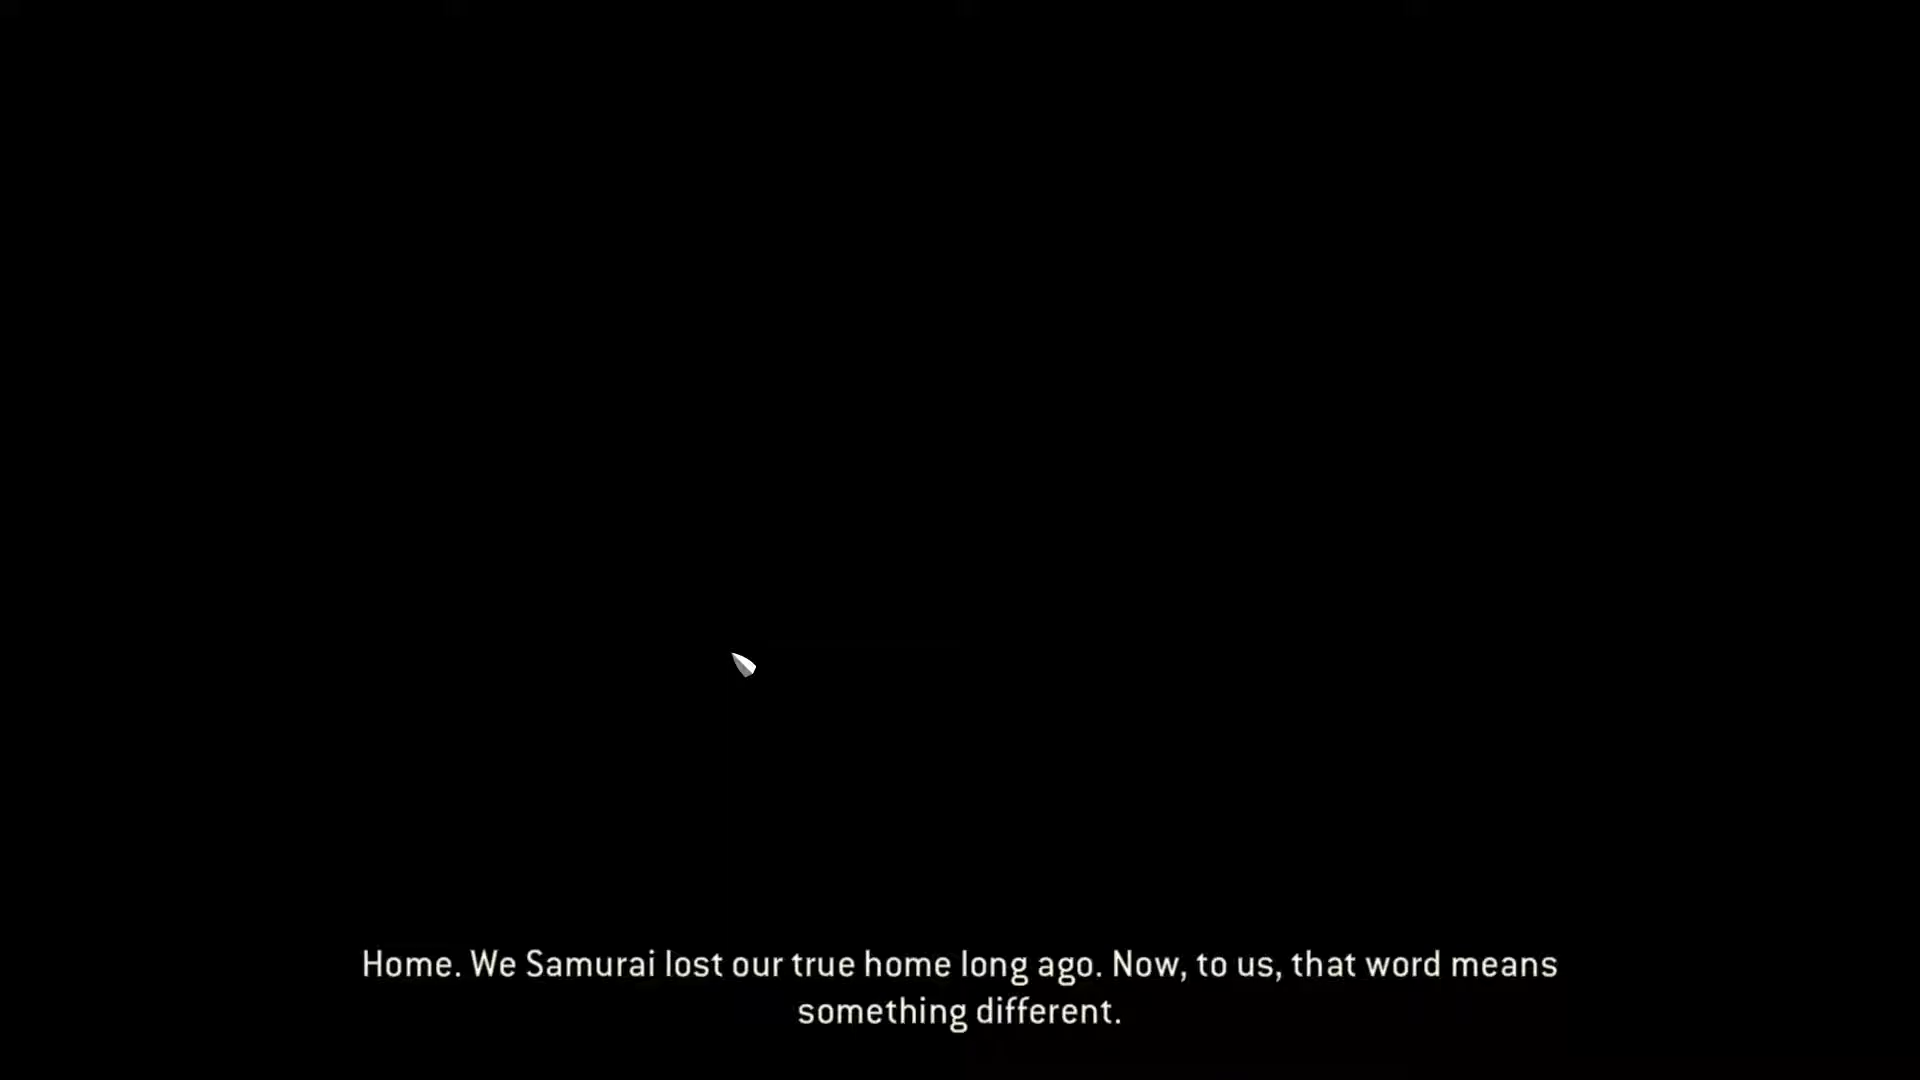 Home. We Samurai lost our true home long ago. Now, to us, that word means
something different.